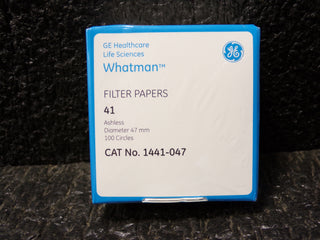 GE Healthcare
Life Sciences
Whatman™
FILTER PAPERS
41
Ashless
Diameter 47 mm
100 Circles
CAT No. 1441-047